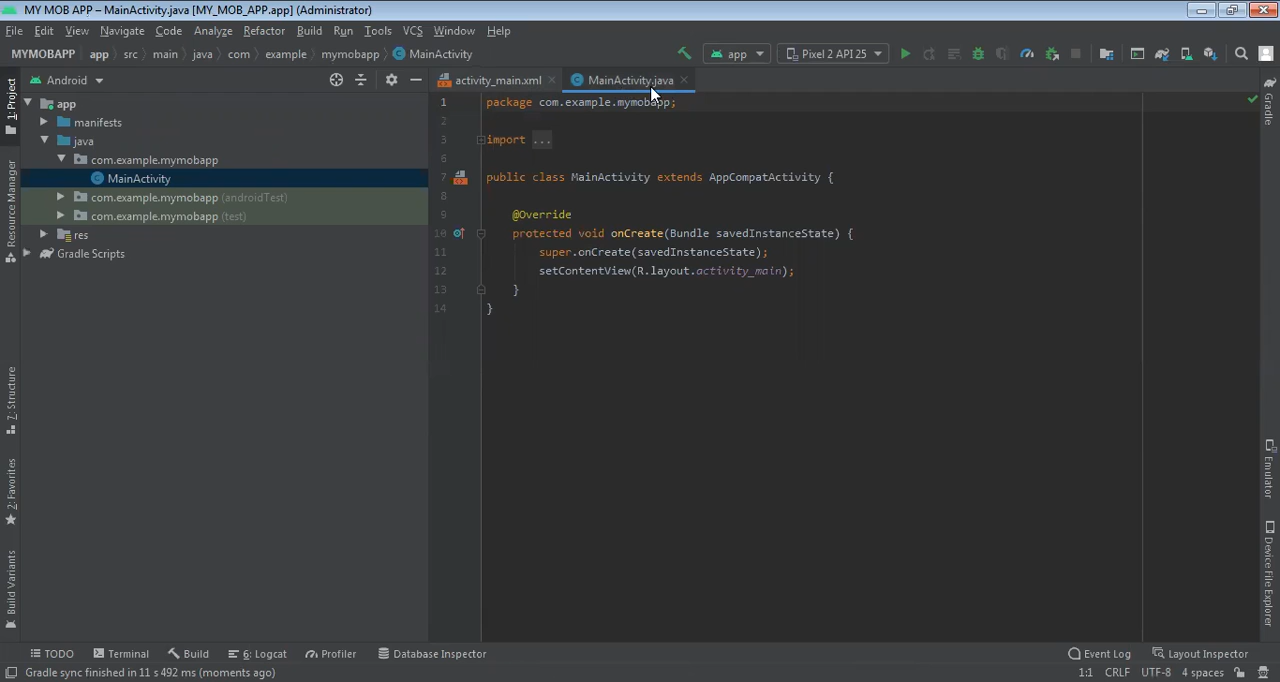 MY MOB APP – MainActivity.java [MY_MOB_APP.app] (Administrator)
File Edit View Navigate Code Analyze Refactor Build Run Tools VCS Window Help
MYMOBAPP app src main java com example mymobapp MainActivity app Pixel 2 API 25
Android activity_main.xml MainActivity.java
1: Project
Resource Manager
7: Structure
2: Favorites
Build Variants
app
manifests
java
com.example.mymobapp
MainActivity
com.example.mymobapp (androidTest)
com.example.mymobapp (test)
res
Gradle Scripts
1 package com.example.mymobapp;
2
3 import ...
6
7 public class MainActivity extends AppCompatActivity {
8
9 @Override
10 protected void onCreate(Bundle savedInstanceState) {
11 super.onCreate(savedInstanceState);
12 setContentView(R.layout.activity_main);
13 }
14 }
Gradle
Emulator
Device File Explorer
TODO Terminal Build 6: Logcat Profiler Database Inspector Event Log Layout Inspector
Gradle sync finished in 11 s 492 ms (moments ago) 1:1 CRLF UTF-8 4 spaces